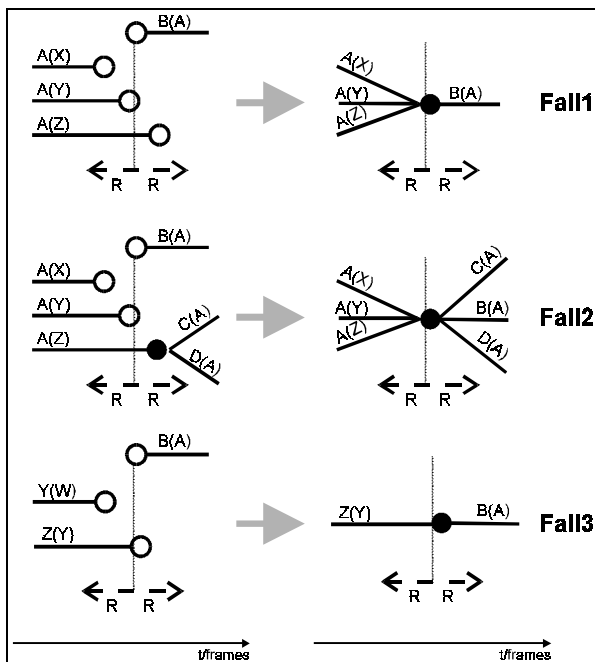 B(A)
A(X)
A(Y)
A(Z)
R R
A(X)
A(Y)
A(Z)
B(A)
R R
Fall1
B(A)
A(X)
A(Y)
A(Z)
C(A)
D(A)
R R
A(X)
A(Y)
A(Z)
C(A)
B(A)
D(A)
R R
Fall2
B(A)
Y(W)
Z(Y)
R R
Z(Y)
B(A)
R R
Fall3
t/frames
t/frames